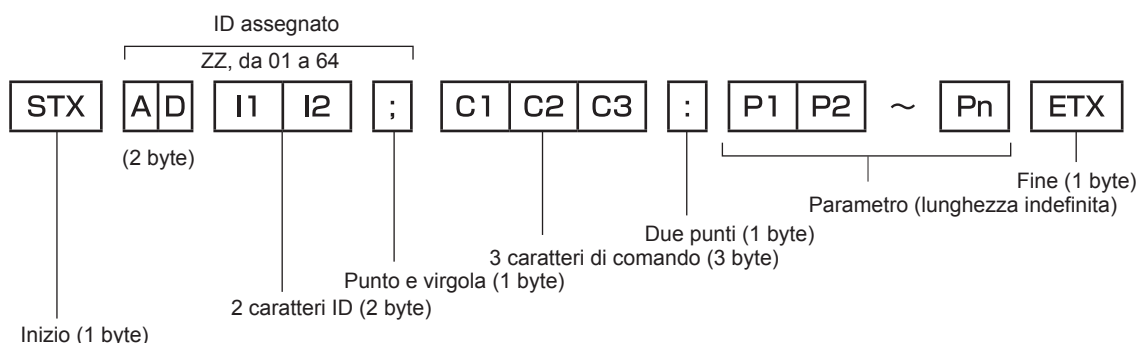 ID assegnato
ZZ, da 01 a 64
STX A D I1 I2 ; C1 C2 C3 : P1 P2 ～ Pn ETX
(2 byte)
Fine (1 byte)
Parametro (lunghezza indefinita)
Due punti (1 byte)
3 caratteri di comando (3 byte)
Punto e virgola (1 byte)
2 caratteri ID (2 byte)
Inizio (1 byte)